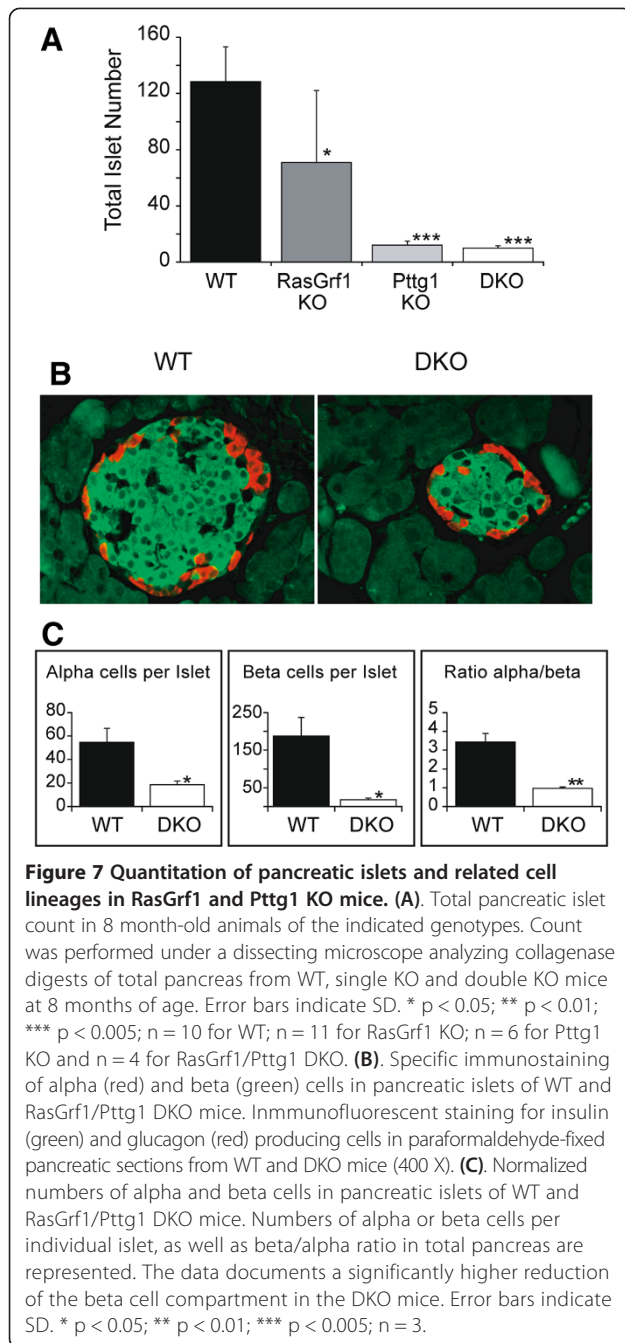 A
160
120
80
40
0
Total Islet Number
*
***
***
WT
RasGrf1
KO
Pttg1
KO
DKO
WT
DKO
B
C
Alpha cells per Islet
80
60
40
20
0
*
WT
DKO
Beta cells per Islet
250
150
50
*
WT
DKO
Ratio alpha/beta
5
4
3
2
1
0
**
WT
DKO
Figure 7 Quantitation of pancreatic islets and related cell
lineages in RasGrf1 and Pttg1 KO mice. (A). Total pancreatic islet
count in 8 month-old animals of the indicated genotypes. Count
was performed under a dissecting microscope analyzing collagenase
digests of total pancreas from WT, single KO and double KO mice
at 8 months of age. Error bars indicate SD. * p < 0.05; ** p < 0.01;
*** p < 0.005; n = 10 for WT; n = 11 for RasGrf1 KO; n = 6 for Pttg1
KO and n = 4 for RasGrf1/Pttg1 DKO. (B). Specific immunostaining
of alpha (red) and beta (green) cells in pancreatic islets of WT and
RasGrf1/Pttg1 DKO mice. Inmmunofluorescent staining for insulin
(green) and glucagon (red) producing cells in paraformaldehyde-fixed
pancreatic sections from WT and DKO mice (400 X). (C). Normalized
numbers of alpha and beta cells in pancreatic islets of WT and
RasGrf1/Pttg1 DKO mice. Numbers of alpha or beta cells per
individual islet, as well as beta/alpha ratio in total pancreas are
represented. The data documents a significantly higher reduction
of the beta cell compartment in the DKO mice. Error bars indicate
SD. * p < 0.05; ** p < 0.01; *** p < 0.005; n = 3.